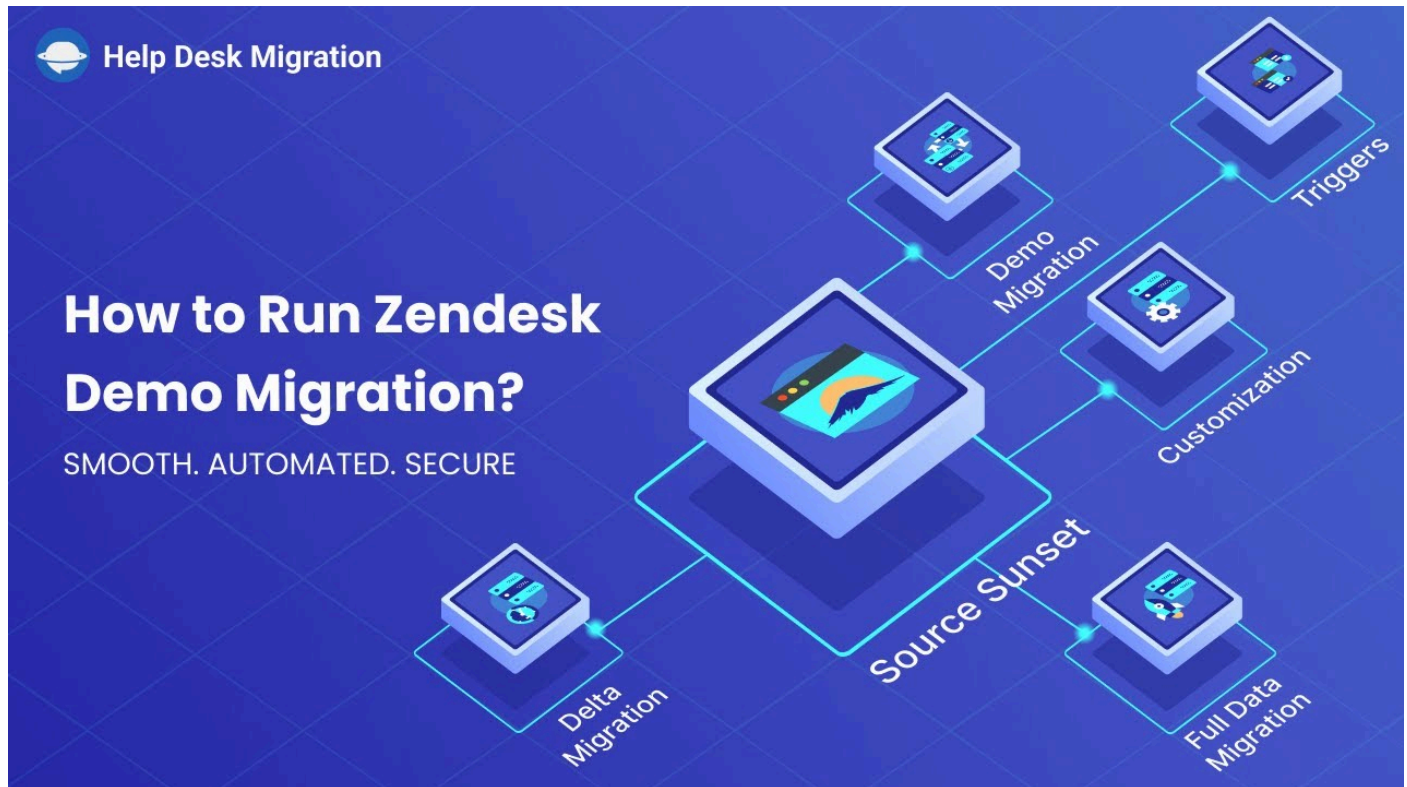 Help Desk Migration
How to Run Zendesk
Demo Migration?
SMOOTH. AUTOMATED. SECURE
Triggers
Demo
Migration
Customization
Source Sunset
Delta
Migration
Full Data
Migration